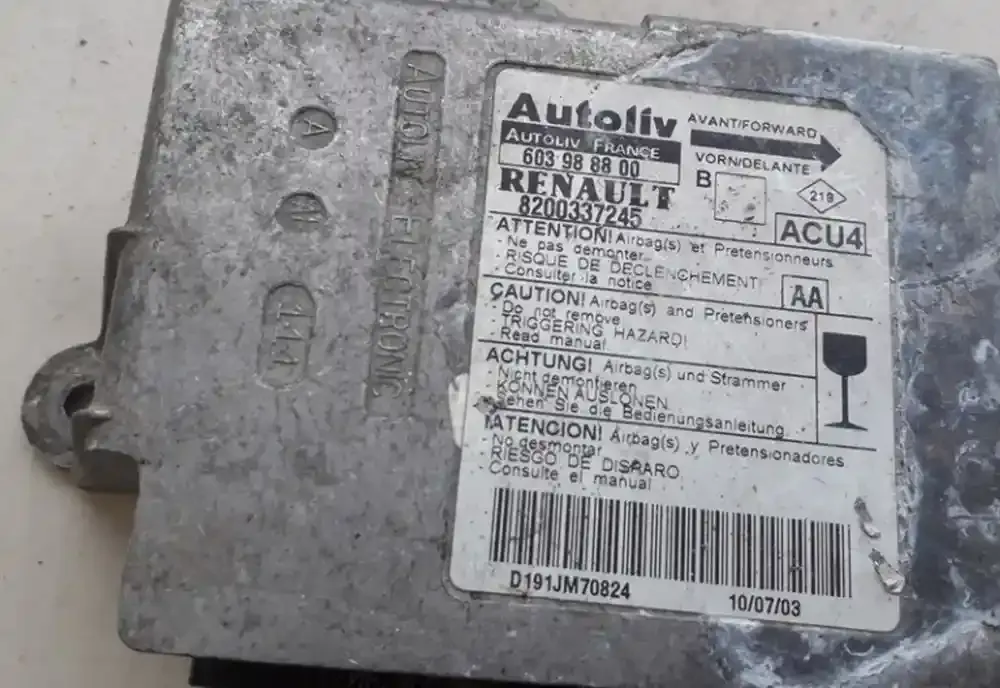 AUTOLIV ELECTRONIC
A
111
Autoliv
AUTOLIV FRANCE
603 98 88 00
RENAULT
8200337245
AVANT/FORWARD
VORN/DELANTE
B
218
ACU4
ATTENTION! Airbag(s) et Pretensionneurs
- Ne pas demonter
- RISQUE DE DECLENCHEMENT
- Consulter la notice
AA
CAUTION! Airbag(s) and Pretensioners
- Do not remove
- TRIGGERING HAZARD!
- Read manual
ACHTUNG! Airbag(s) und Strammer
- Nicht demontieren
- KONNEN AUSLONEN
Sehen Sie die Bedienungsanleitung
!ATENCION! Airbag(s) y Pretensionadores
- No desmontar
RIESGO DE DISPARO
Consulte el manual
D191JM70824
10/07/03